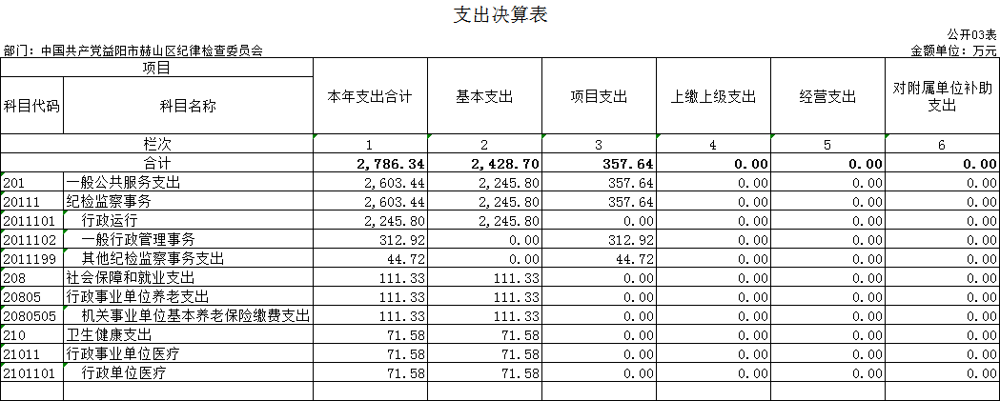 支出决算表
公开03表
部门：中国共产党益阳市赫山区纪律检查委员会 金额单位：万元
项目 本年支出合计 基本支出 项目支出 上缴上级支出 经营支出 对附属单位补助支出
科目代码 科目名称
栏次 1 2 3 4 5 6
合计 2,786.34 2,428.70 357.64 0.00 0.00 0.00
201 一般公共服务支出 2,603.44 2,245.80 357.64 0.00 0.00 0.00
20111 纪检监察事务 2,603.44 2,245.80 357.64 0.00 0.00 0.00
2011101 行政运行 2,245.80 2,245.80 0.00 0.00 0.00 0.00
2011102 一般行政管理事务 312.92 0.00 312.92 0.00 0.00 0.00
2011199 其他纪检监察事务支出 44.72 0.00 44.72 0.00 0.00 0.00
208 社会保障和就业支出 111.33 111.33 0.00 0.00 0.00 0.00
20805 行政事业单位养老支出 111.33 111.33 0.00 0.00 0.00 0.00
2080505 机关事业单位基本养老保险缴费支出 111.33 111.33 0.00 0.00 0.00 0.00
210 卫生健康支出 71.58 71.58 0.00 0.00 0.00 0.00
21011 行政事业单位医疗 71.58 71.58 0.00 0.00 0.00 0.00
2101101 行政单位医疗 71.58 71.58 0.00 0.00 0.00 0.00